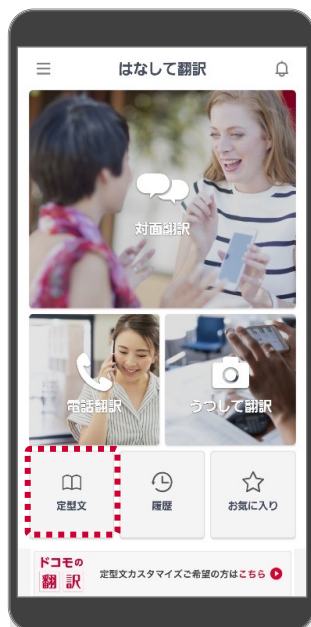 はなして翻訳
対面翻訳
電話翻訳
うつして翻訳
定型文
履歴
お気に入り
ドコモの
翻訳
定型文カスタマイズご希望の方はこちら